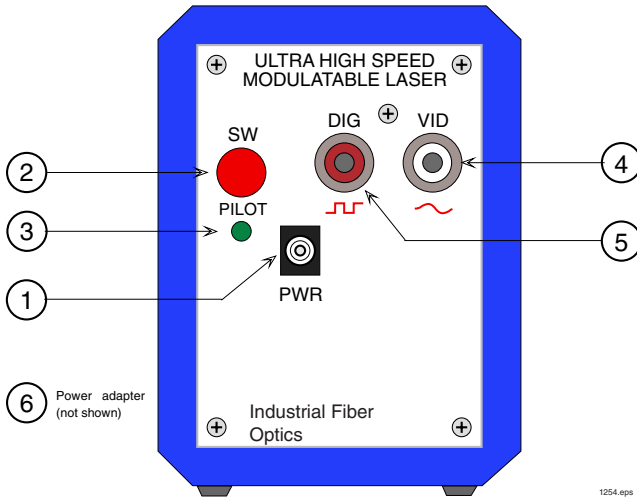 ULTRA HIGH SPEED
MODULATABLE LASER
DIG
VID
SW
2
4
PILOT
3
5
1
PWR
6
Power adapter
(not shown)
Industrial Fiber
Optics
1254.eps